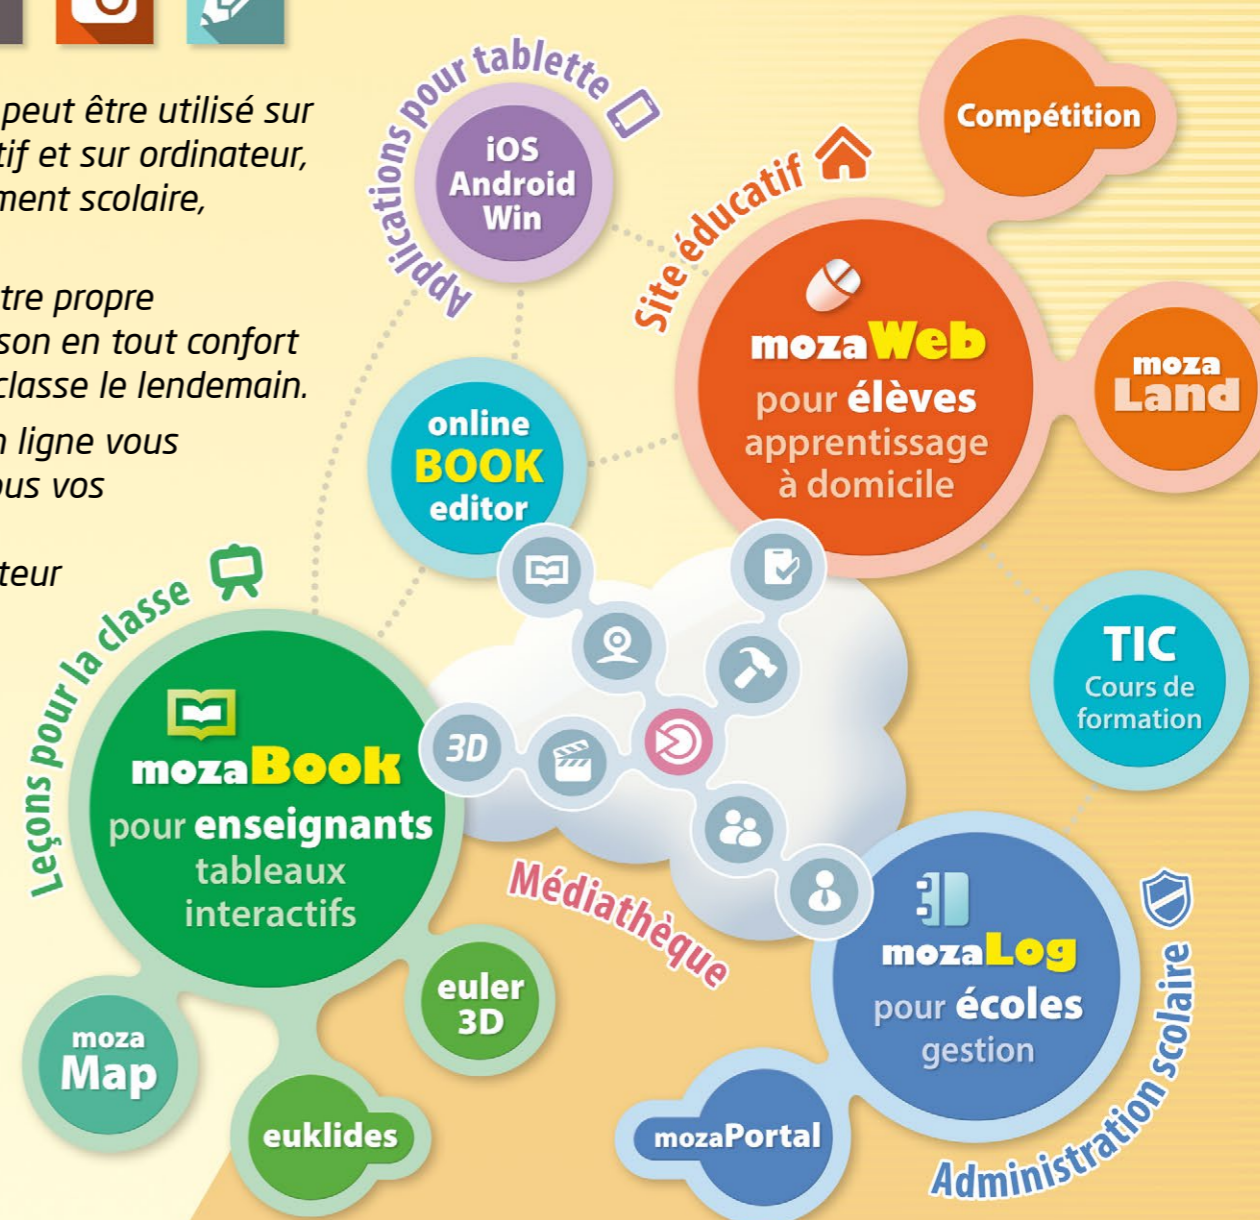 peut être utilisé sur
tif et sur ordinateur,
ment scolaire,
tre propre
son en tout confort
classe le lendemain.
n ligne vous
ous vos
teur
Applications pour tablette
iOS
Android
Win
Site éducatif
Compétition
mozaWeb
pour élèves
apprentissage
à domicile
moza
Land
online
BOOK
editor
TIC
Cours de
formation
Leçons pour la classe
mozaBook
pour enseignants
tableaux
interactifs
3D
Médiathèque
mozaLog
pour écoles
gestion
Administration scolaire
euler
3D
moza
Map
euklides
mozaPortal